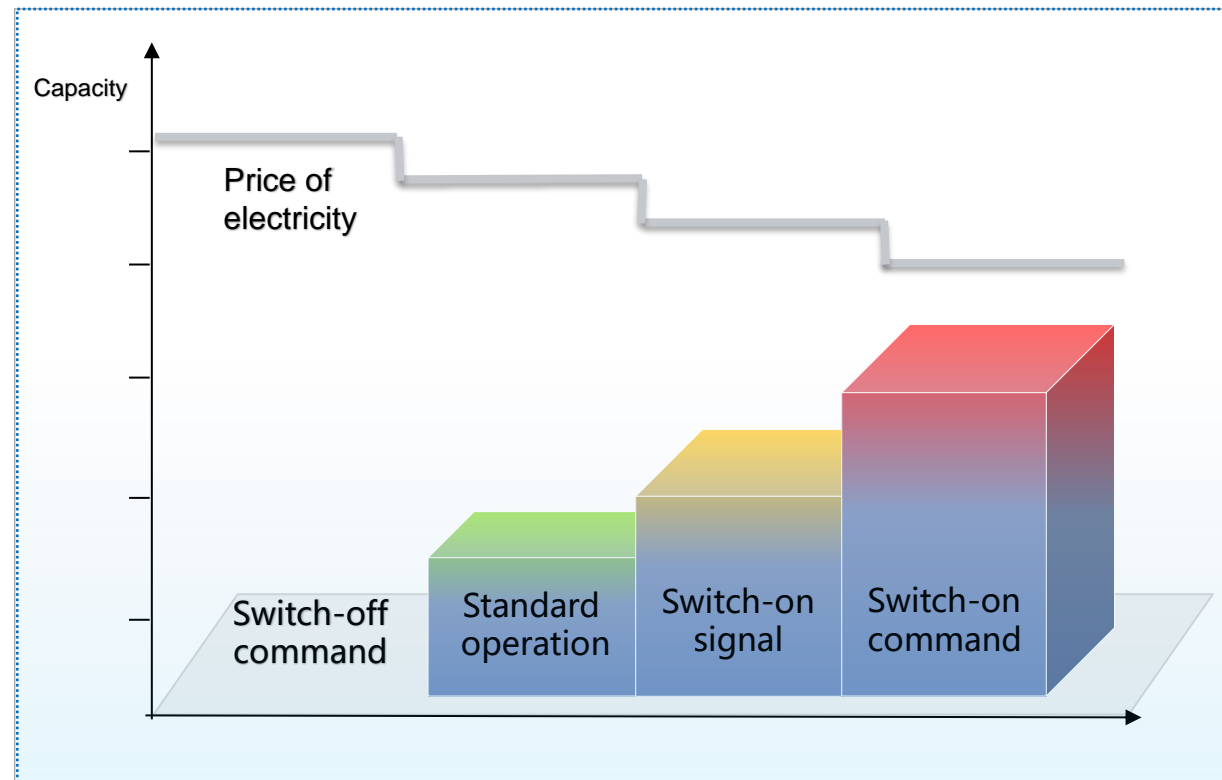 Capacity
Price of
electricity
Switch-off
command
Standard
operation
Switch-on
signal
Switch-on
command